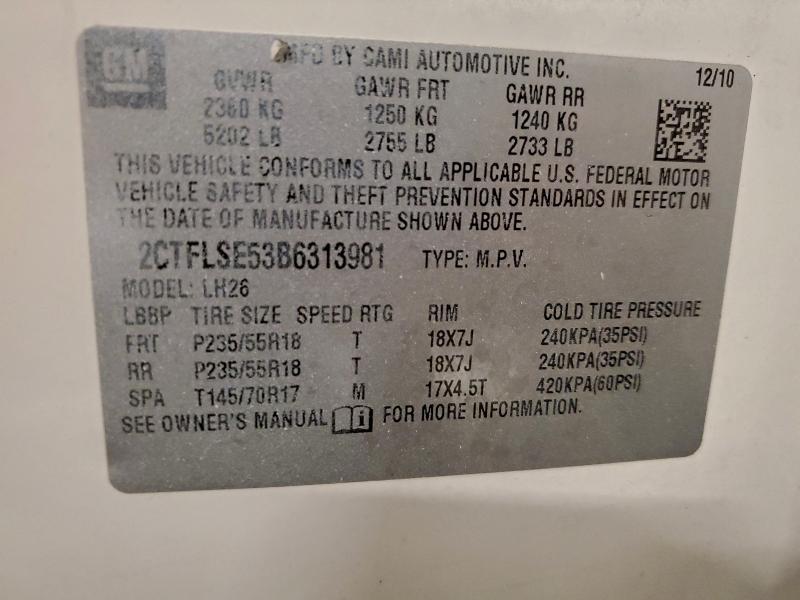 GM
MFD BY CAMI AUTOMOTIVE INC.
12/10
GVWR GAWR FRT GAWR RR
2360 KG 1250 KG 1240 KG
5202 LB 2755 LB 2733 LB
THIS VEHICLE CONFORMS TO ALL APPLICABLE U.S. FEDERAL MOTOR
VEHICLE SAFETY AND THEFT PREVENTION STANDARDS IN EFFECT ON
THE DATE OF MANUFACTURE SHOWN ABOVE.
2CTFLSE53B6313981 TYPE: M.P.V.
MODEL: LH26
LBBP TIRE SIZE SPEED RTG RIM COLD TIRE PRESSURE
FRT P235/55R18 T 18X7J 240KPA(35PSI)
RR P235/55R18 T 18X7J 240KPA(35PSI)
SPA T145/70R17 M 17X4.5T 420KPA(60PSI)
SEE OWNER'S MANUAL FOR MORE INFORMATION.